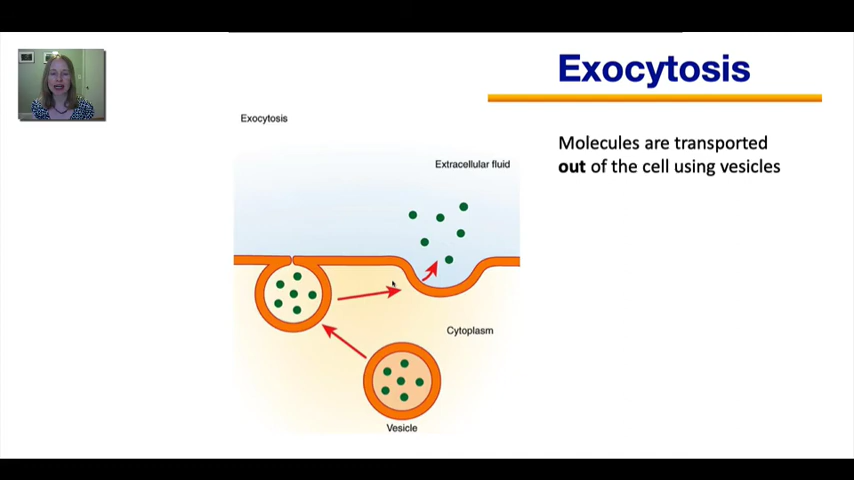 Exocytosis
Exocytosis
Extracellular fluid
Molecules are transported
out of the cell using vesicles
Cytoplasm
Vesicle